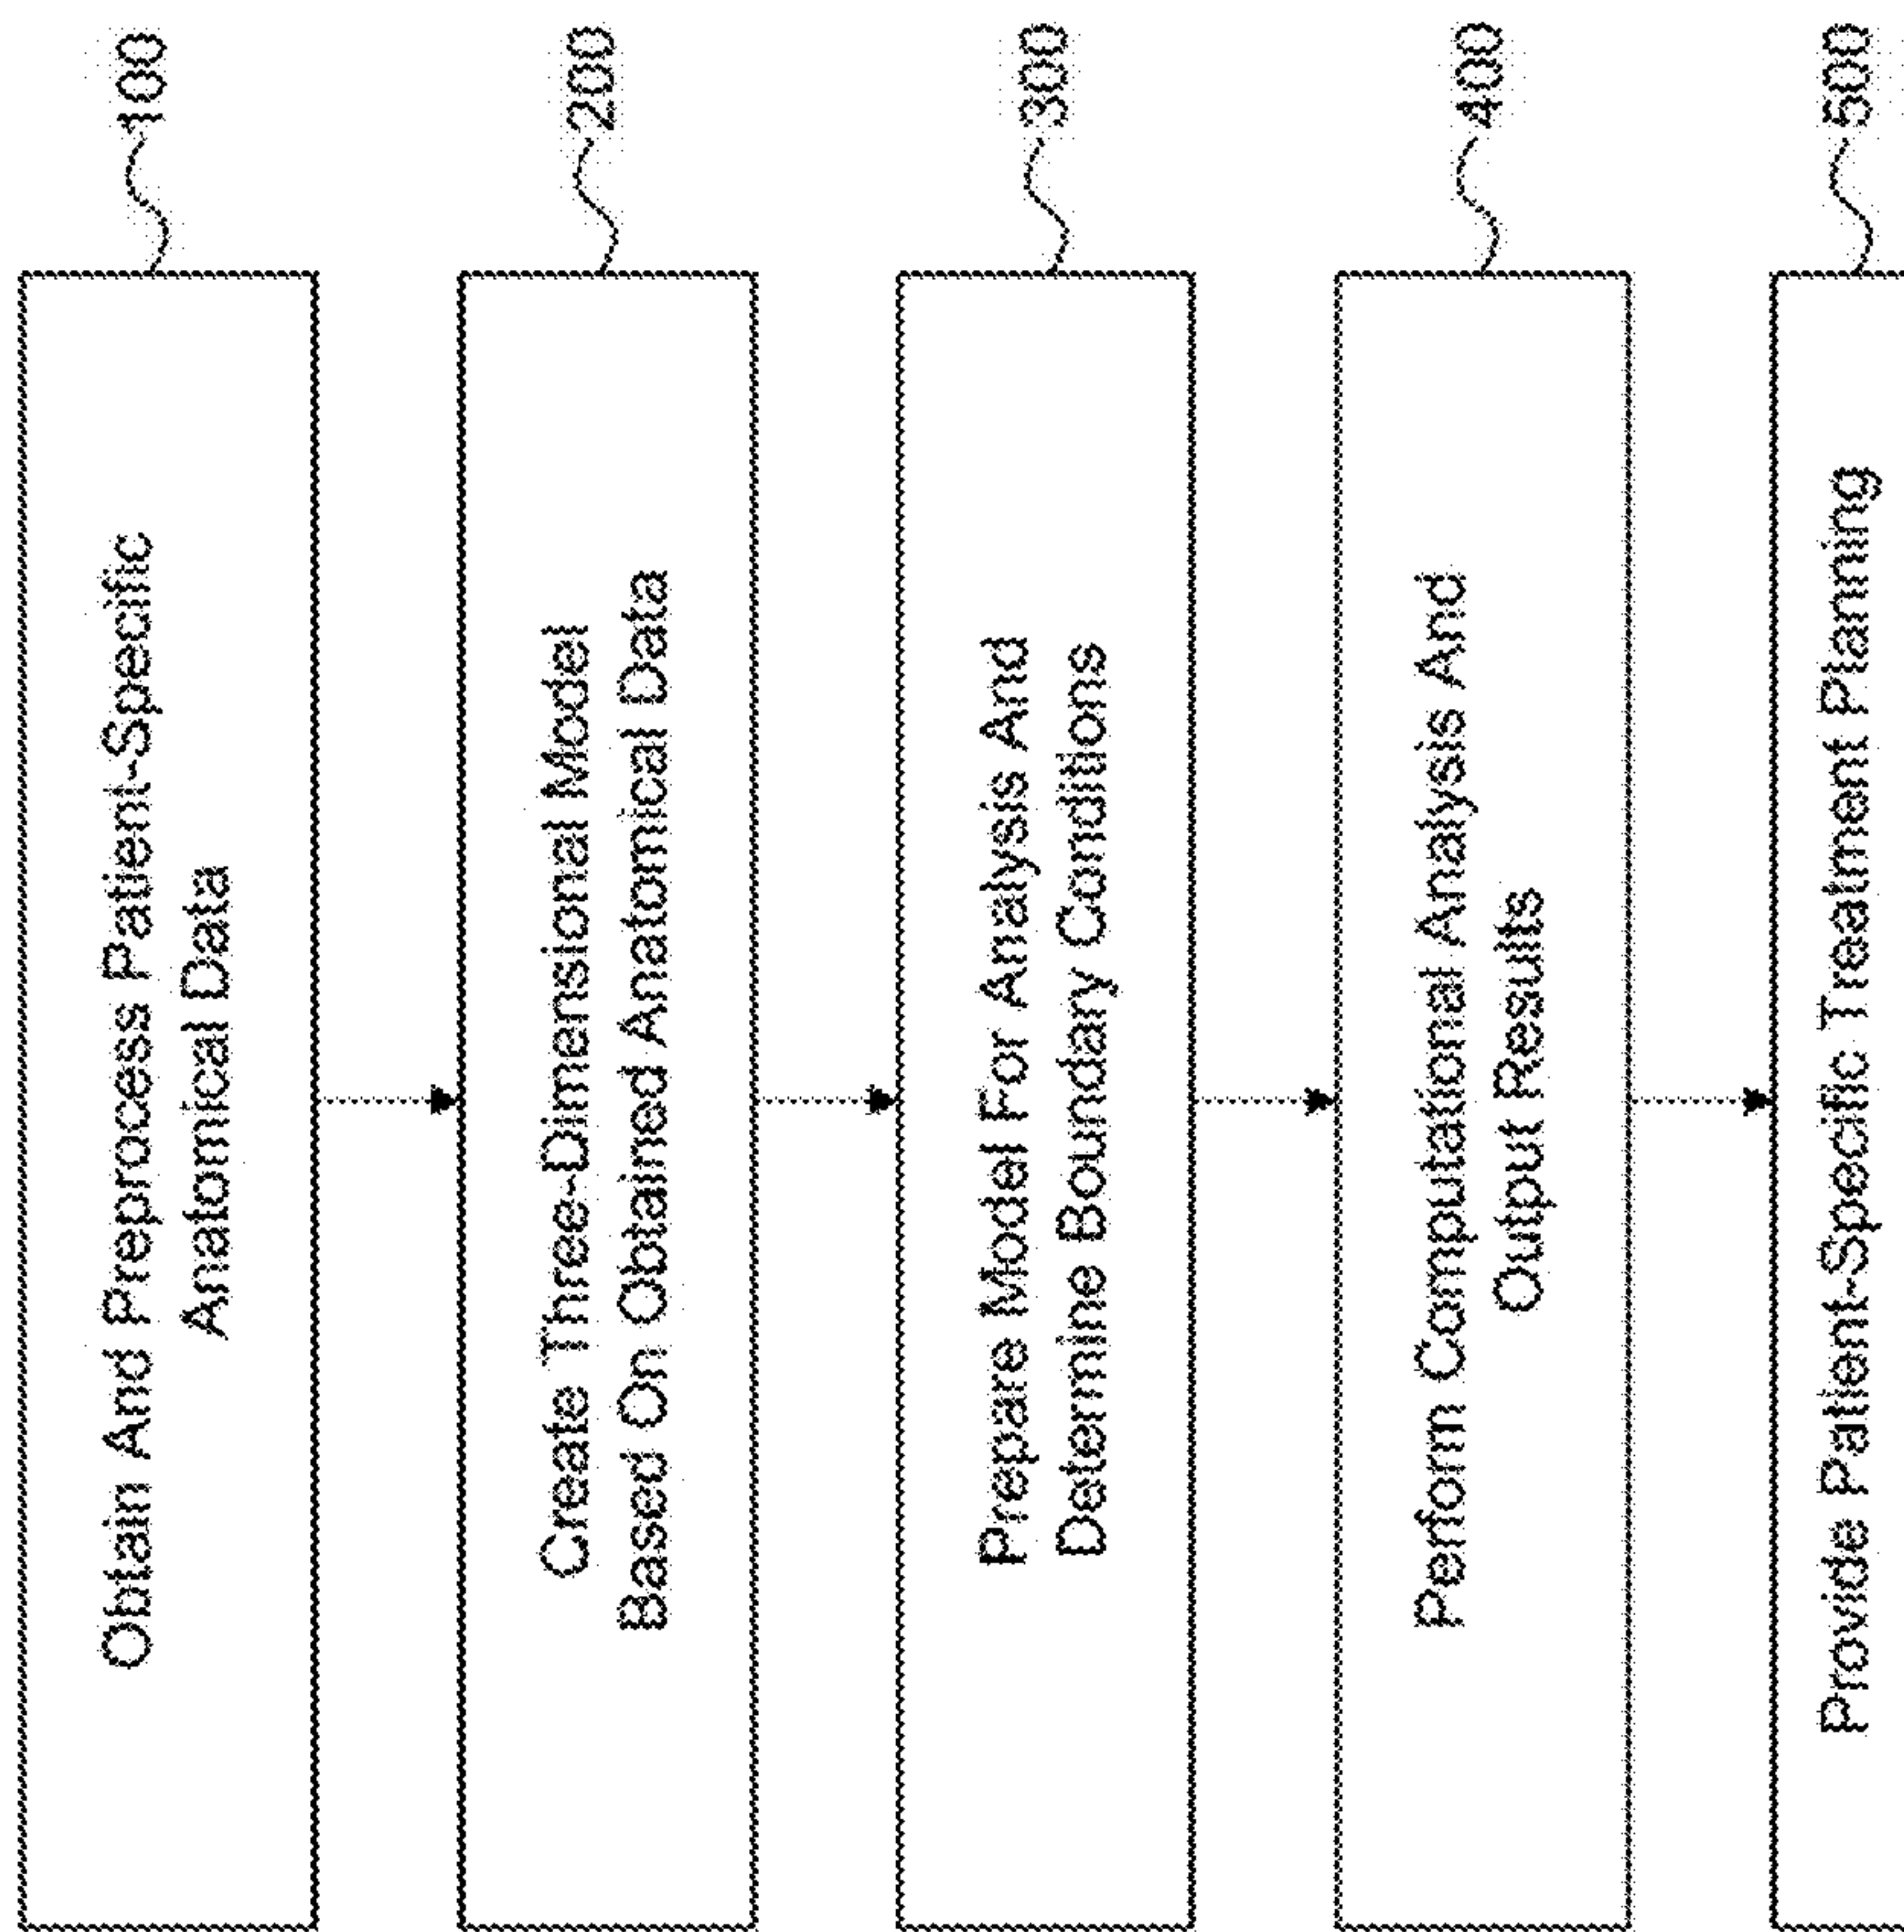 Obtain And Preprocess Patient-Specific
Anatomical Data
100
Create Three-Dimensional Model
Based On Obtained Anatomical Data
200
Prepare Model For Analysis And
Determine Boundary Conditions
300
Perform Computational Analysis And
Output Results
400
Provide Patient-Specific Treatment Planning
500